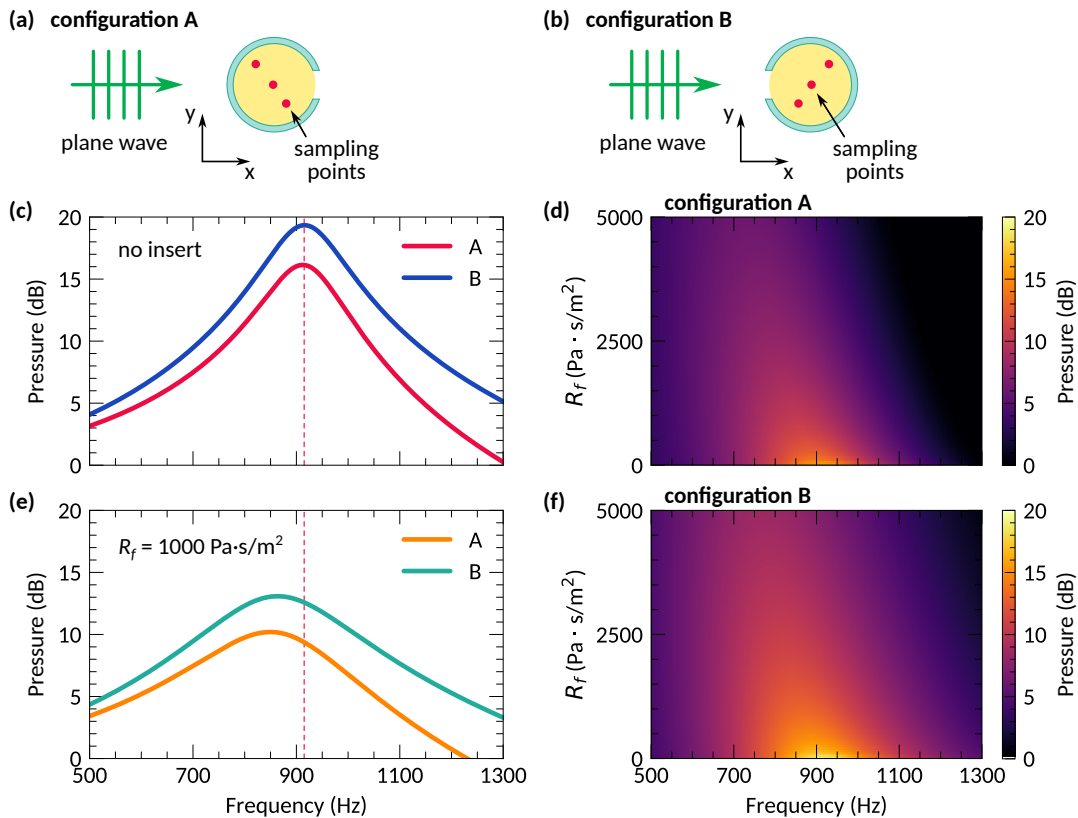 (a) configuration A
plane wave
y
x
sampling
points
(b) configuration B
plane wave
y
x
sampling
points
(c)
no insert
A
B
20
15
10
5
0
Pressure (dB)
(d) configuration A
5000
2500
0
R_f (Pa · s/m²)
20
15
10
5
0
Pressure (dB)
(e)
R_f = 1000 Pa·s/m²
A
B
20
15
10
5
0
Pressure (dB)
500 700 900 1100 1300
Frequency (Hz)
(f) configuration B
5000
2500
0
R_f (Pa · s/m²)
500 700 900 1100 1300
Frequency (Hz)
20
15
10
5
0
Pressure (dB)